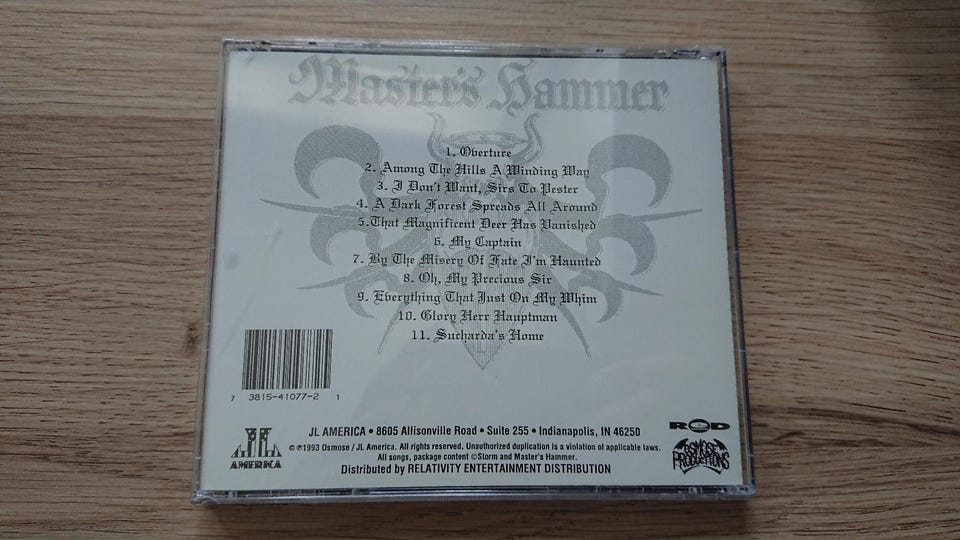 Master's Hammer
1. Overture
2. Among The Hills A Winding Way
3. I Don't Want, Sirs To Pester
4. A Dark Forest Spreads All Around
5.That Magnificent Deer Has Vanished
6. My Captain
7. By The Misery Of Fate I'm Haunted
8. Oh, My Precious Sir
9. Everything That Just On My Whim
10. Glory Herr Hauptman
11. Sucharda's Home
7 3815-41077-2 1
JL AMERICA • 8605 Allisonville Road • Suite 255 • Indianapolis, IN 46250
©℗1993 Osmose / JL America. All rights reserved. Unauthorized duplication is a violation of applicable laws.
All songs, package content ©Storm and Master's Hammer.
Distributed by RELATIVITY ENTERTAINMENT DISTRIBUTION
JL
AMERICA
RED
OSMOSE
PRODUCTIONS